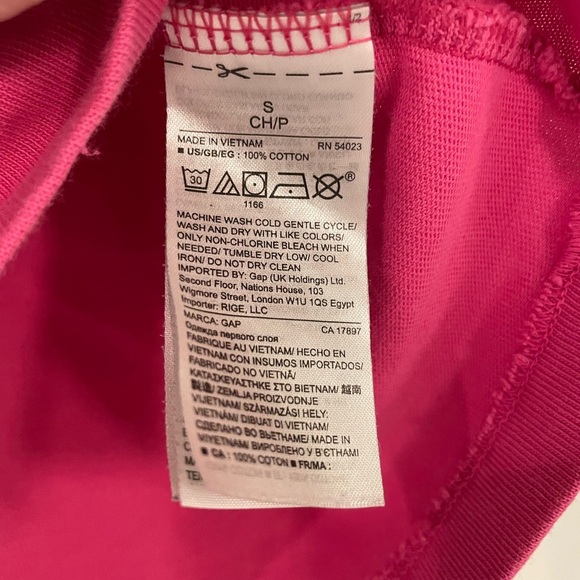 S
CH/P
MADE IN VIETNAM RN 54023
■ US/GB/EG : 100% COTTON
30 ®
1166
MACHINE WASH COLD GENTLE CYCLE/
WASH AND DRY WITH LIKE COLORS/
ONLY NON-CHLORINE BLEACH WHEN
NEEDED/ TUMBLE DRY LOW/ COOL
IRON/ DO NOT DRY CLEAN
IMPORTED BY: Gap (UK Holdings) Ltd.
Second Floor, Nations House, 103
Wigmore Street, London W1U 1QS Egypt
Importer: RIGE, LLC
MARCA: GAP CA 17897
Одежда первого слоя
FABRIQUE AU VIETNAM/ HECHO EN
VIETNAM CON INSUMOS IMPORTADOS/
FABRICADO NO VIETNÃ/
ΚΑΤΑΣΚΕΥΑΣΤΗΚΕ ΣΤΟ ΒΙΕΤΝΑΜ/ 越南
製造/ ZEMLJA PROIZVODNJE
VIJETNAM/ SZÁRMAZÁSI HELY:
VIETNÁM/ DIBUAT DI VIETNAM/
СДЕЛАНО ВО ВЬЕТНАМЕ/ MADE IN
MIYETNAM/ ВИРОБЛЕНО У В'ЄТНАМІ
■ CA : 100% COTON ■ FR/MA :